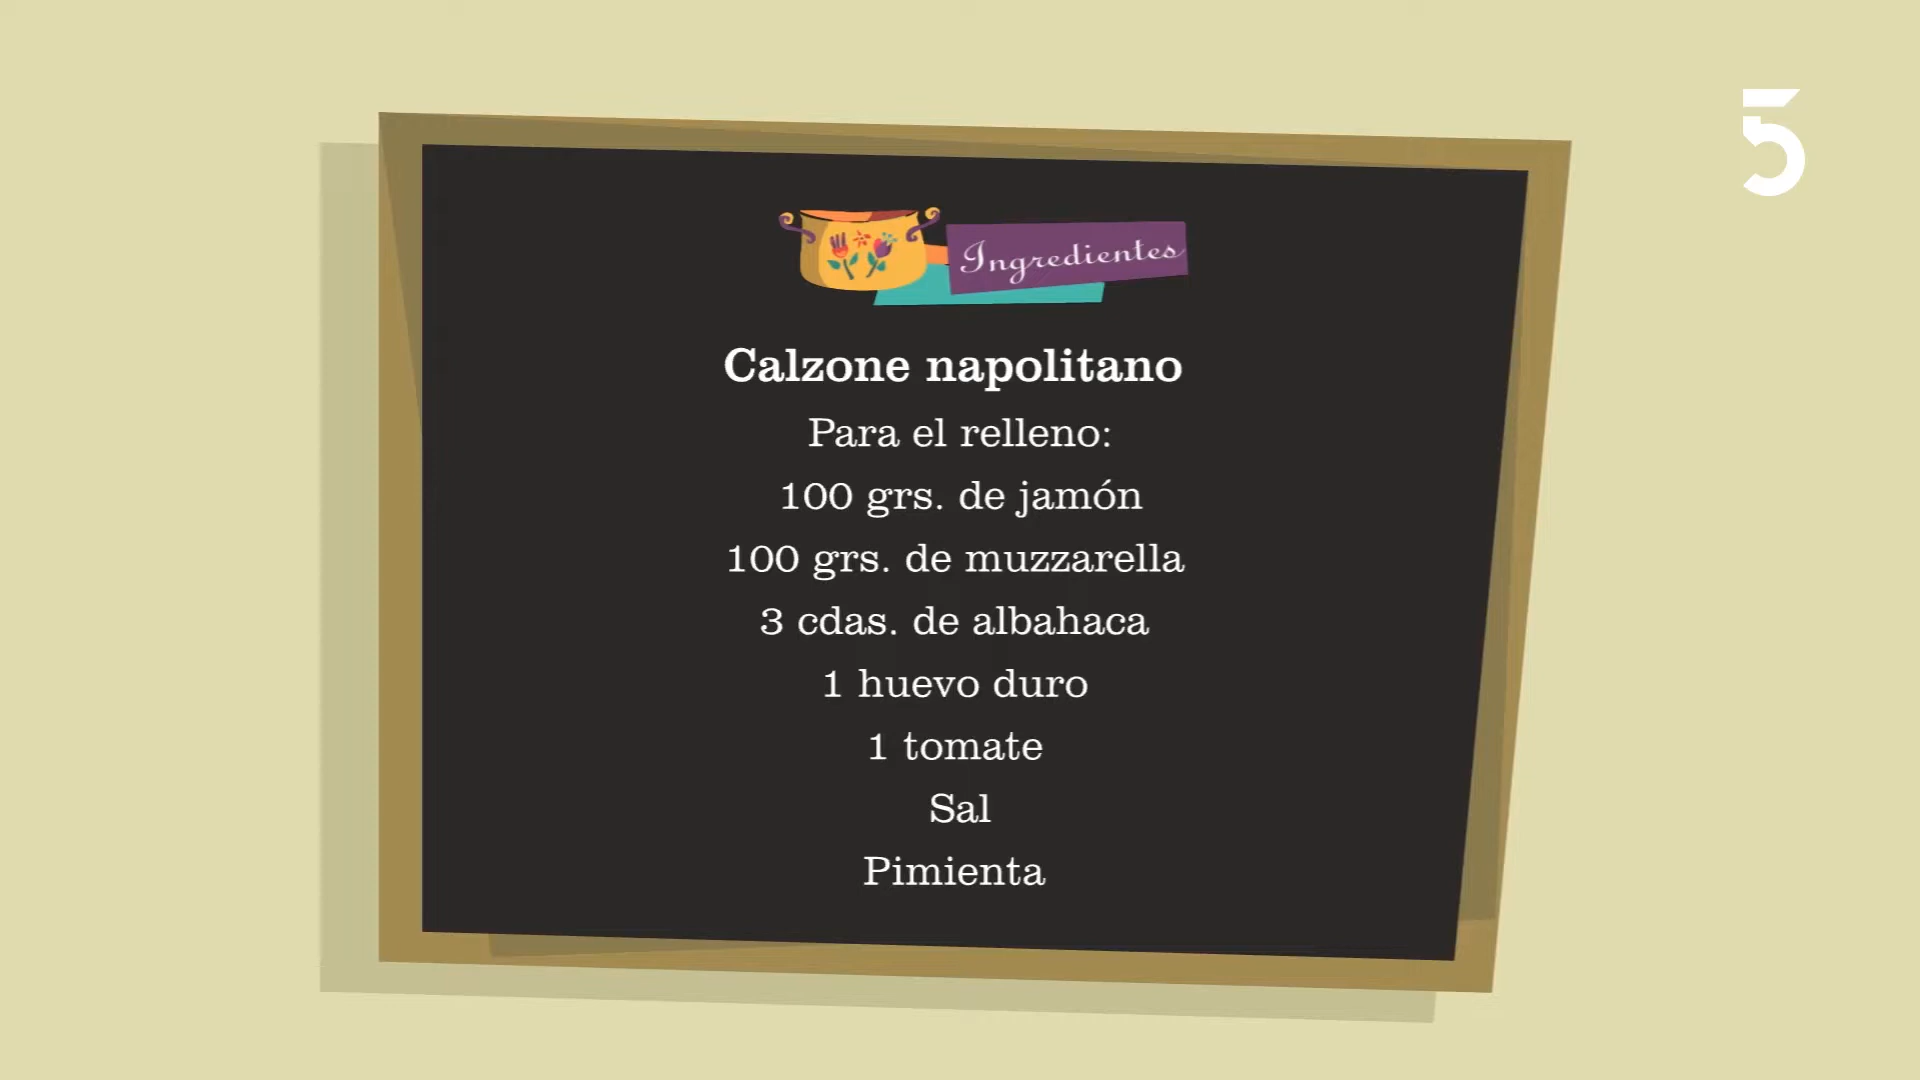 5
Ingredientes
Calzone napolitano
Para el relleno:
100 grs. de jamón
100 grs. de muzzarella
3 cdas. de albahaca
1 huevo duro
1 tomate
Sal
Pimienta